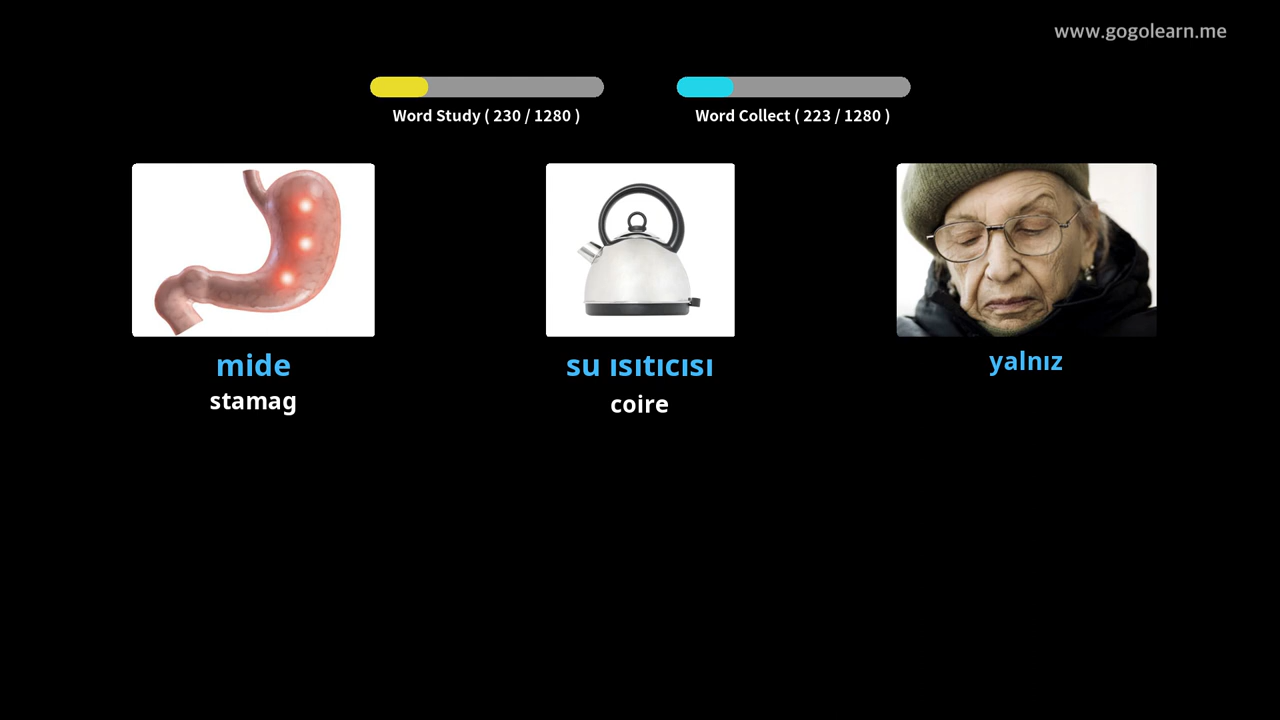 www.gogolearn.me
Word Study ( 230 / 1280 )
Word Collect ( 223 / 1280 )
mide
su ısıtıcısı
yalnız
stamag
coire